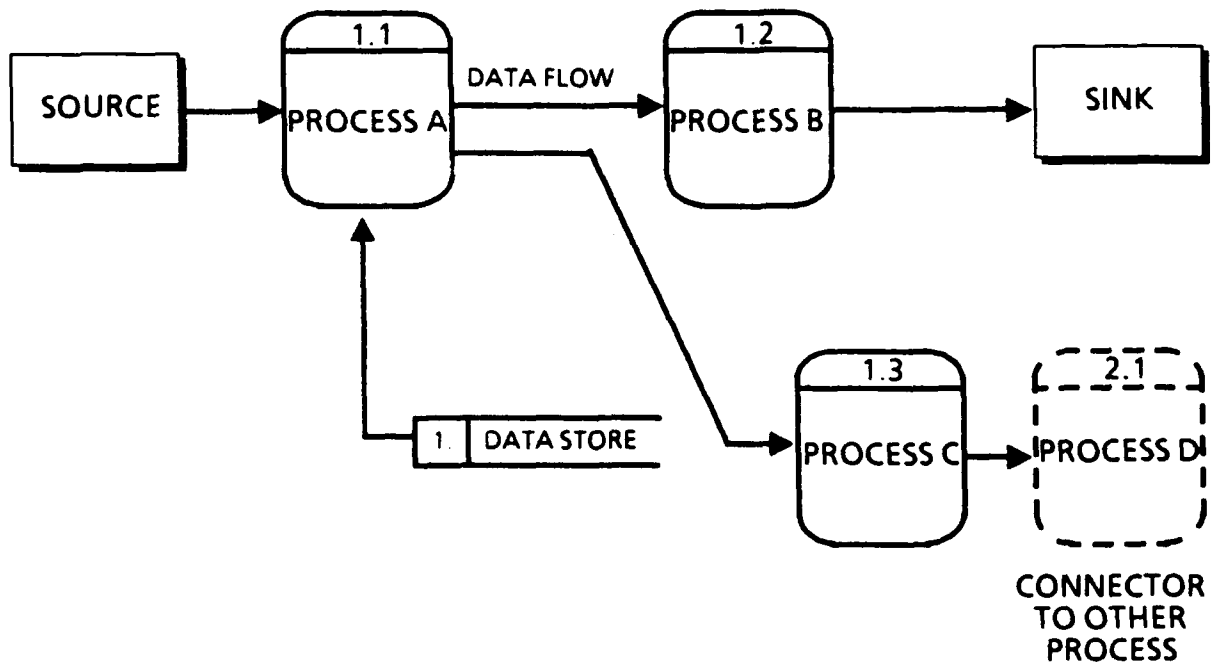 1.1
1.2
SOURCE
PROCESS A
DATA FLOW
PROCESS B
SINK
1.3
2.1
1.
DATA STORE
PROCESS C
PROCESS D
CONNECTOR
TO OTHER
PROCESS